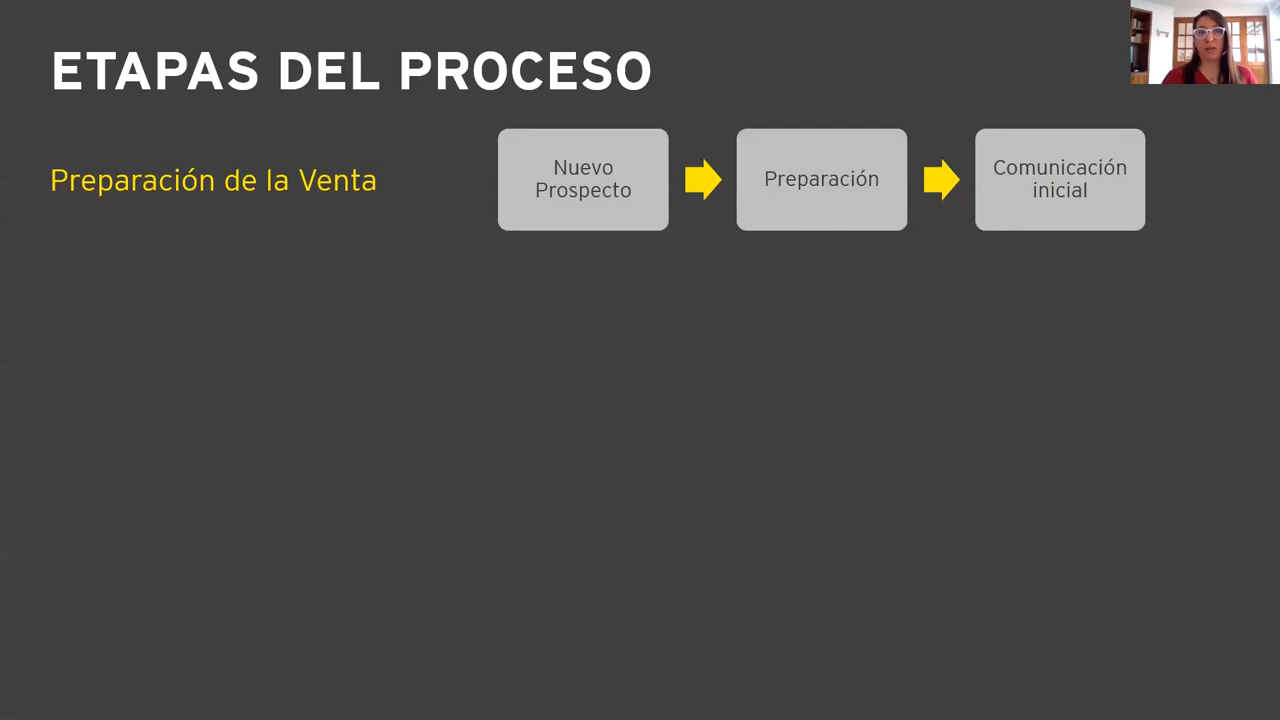 ETAPAS DEL PROCESO
Preparación de la Venta
Nuevo
Prospecto
Preparación
Comunicación
inicial